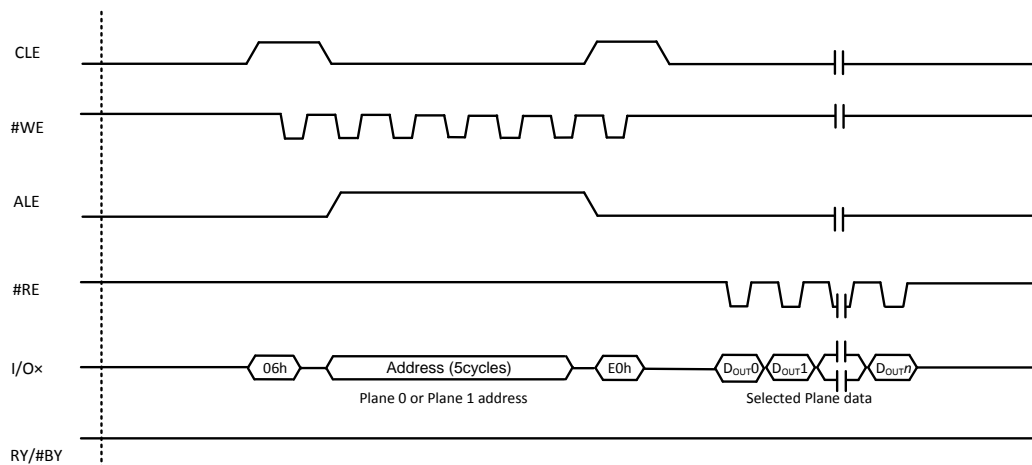 CLE
#WE
ALE
#RE
I/O×
06h
Address (5cycles)
E0h
DOUT0
DOUT1
DOUTn
Plane 0 or Plane 1 address
Selected Plane data
RY/#BY